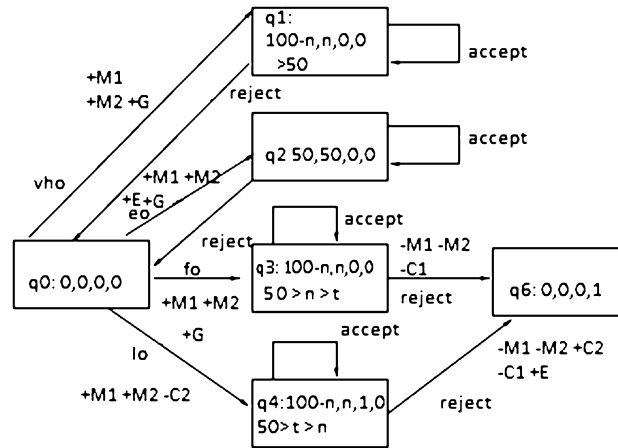 q1:
100-n,n,0,0
>50
accept
+M1
+M2 +G
reject
vho
q2 50,50,0,0
accept
+M1 +M2
+E+G
eo
reject
q0: 0,0,0,0
fo
+M1 +M2
+G
accept
q3: 100-n,n,0,0
50 > n > t
-M1 -M2
-C1
reject
q6: 0,0,0,1
lo
+M1 +M2 -C2
accept
q4:100-n,n,1,0
50> t > n
reject
-M1 -M2 +C2
-C1 +E